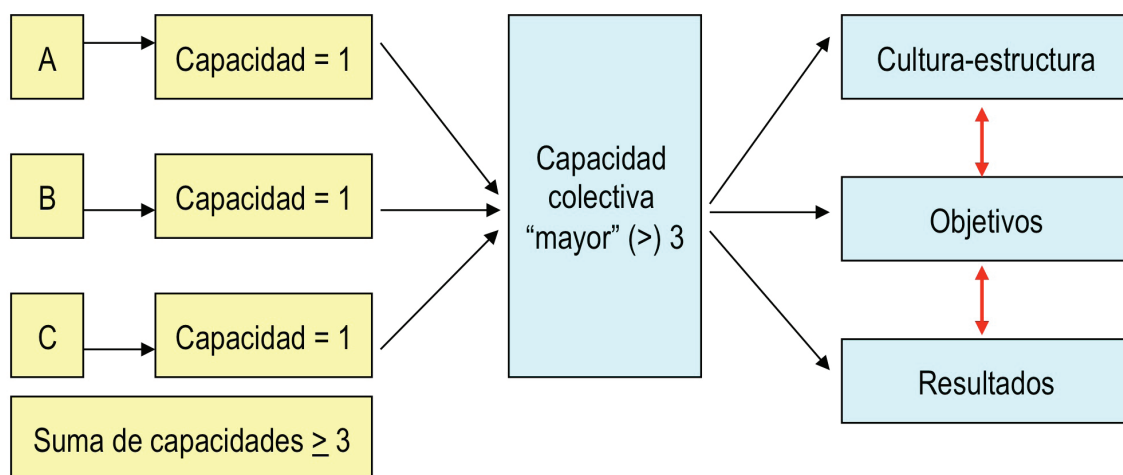 A
Capacidad = 1
B
Capacidad = 1
C
Capacidad = 1
Suma de capacidades ≥ 3
Capacidad
colectiva
“mayor” (>) 3
Cultura-estructura
Objetivos
Resultados